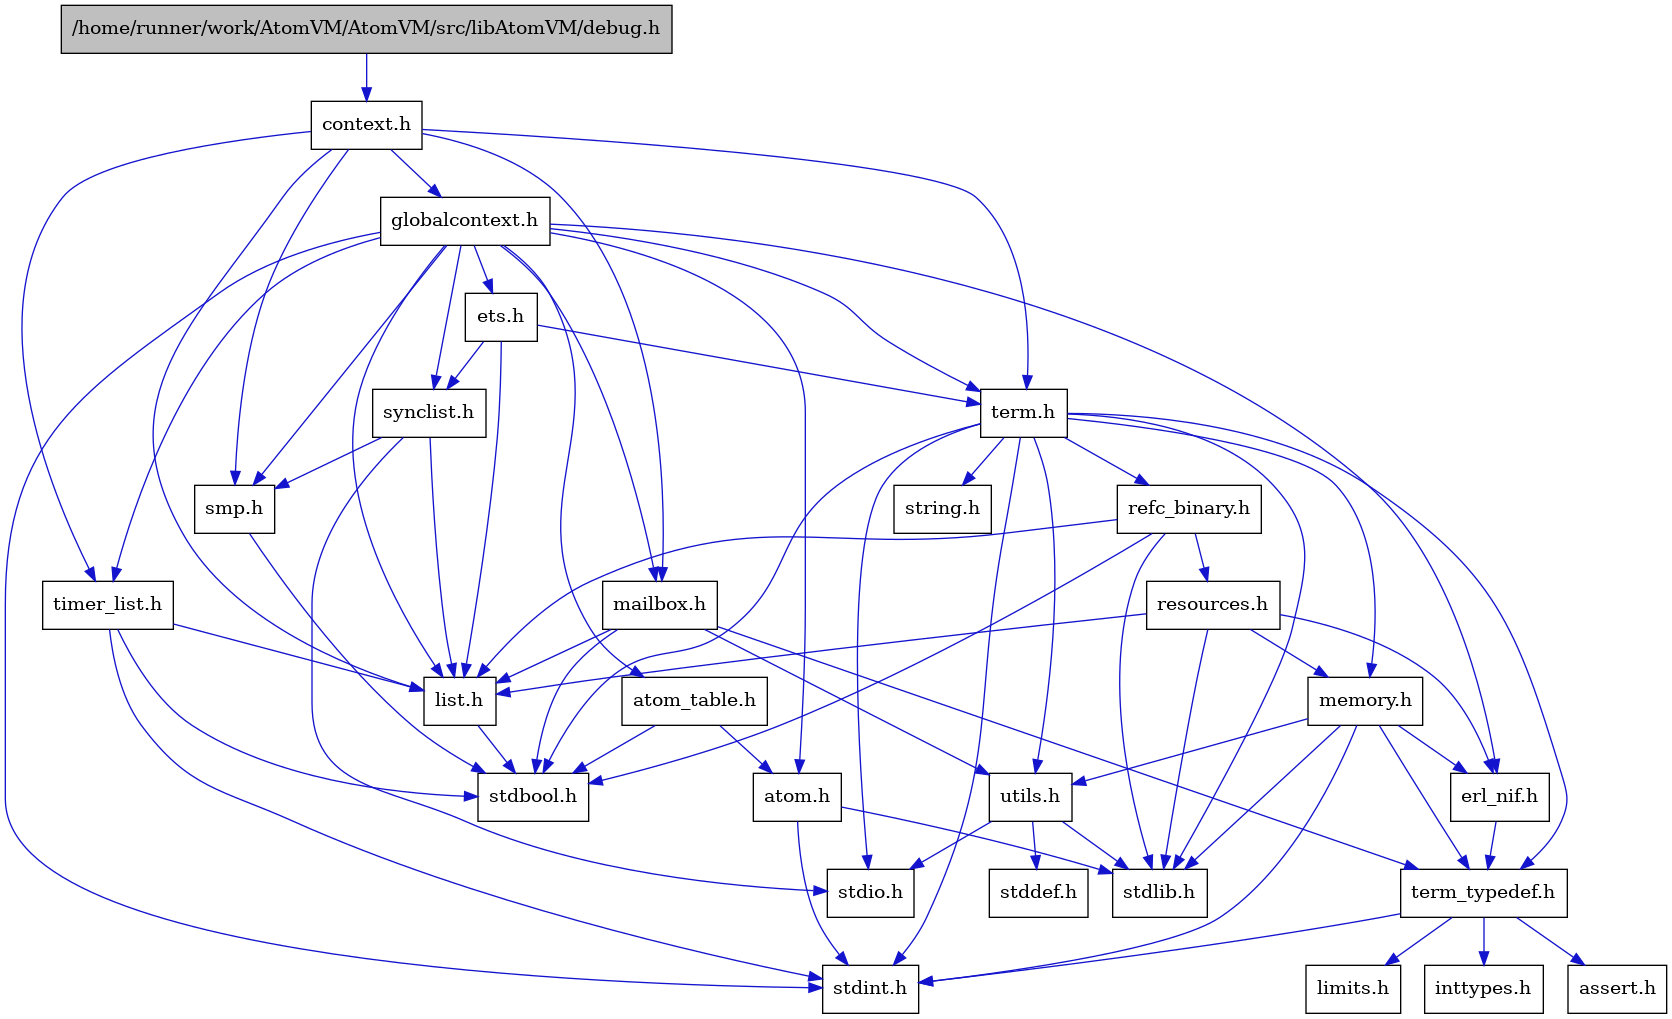 /home/runner/work/AtomVM/AtomVM/src/libAtomVM/debug.h
context.h
globalcontext.h
ets.h
synclist.h
term.h
smp.h
string.h
refc_binary.h
timer_list.h
mailbox.h
resources.h
list.h
atom_table.h
memory.h
stdbool.h
atom.h
utils.h
erl_nif.h
stdio.h
stddef.h
stdlib.h
term_typedef.h
stdint.h
limits.h
inttypes.h
assert.h